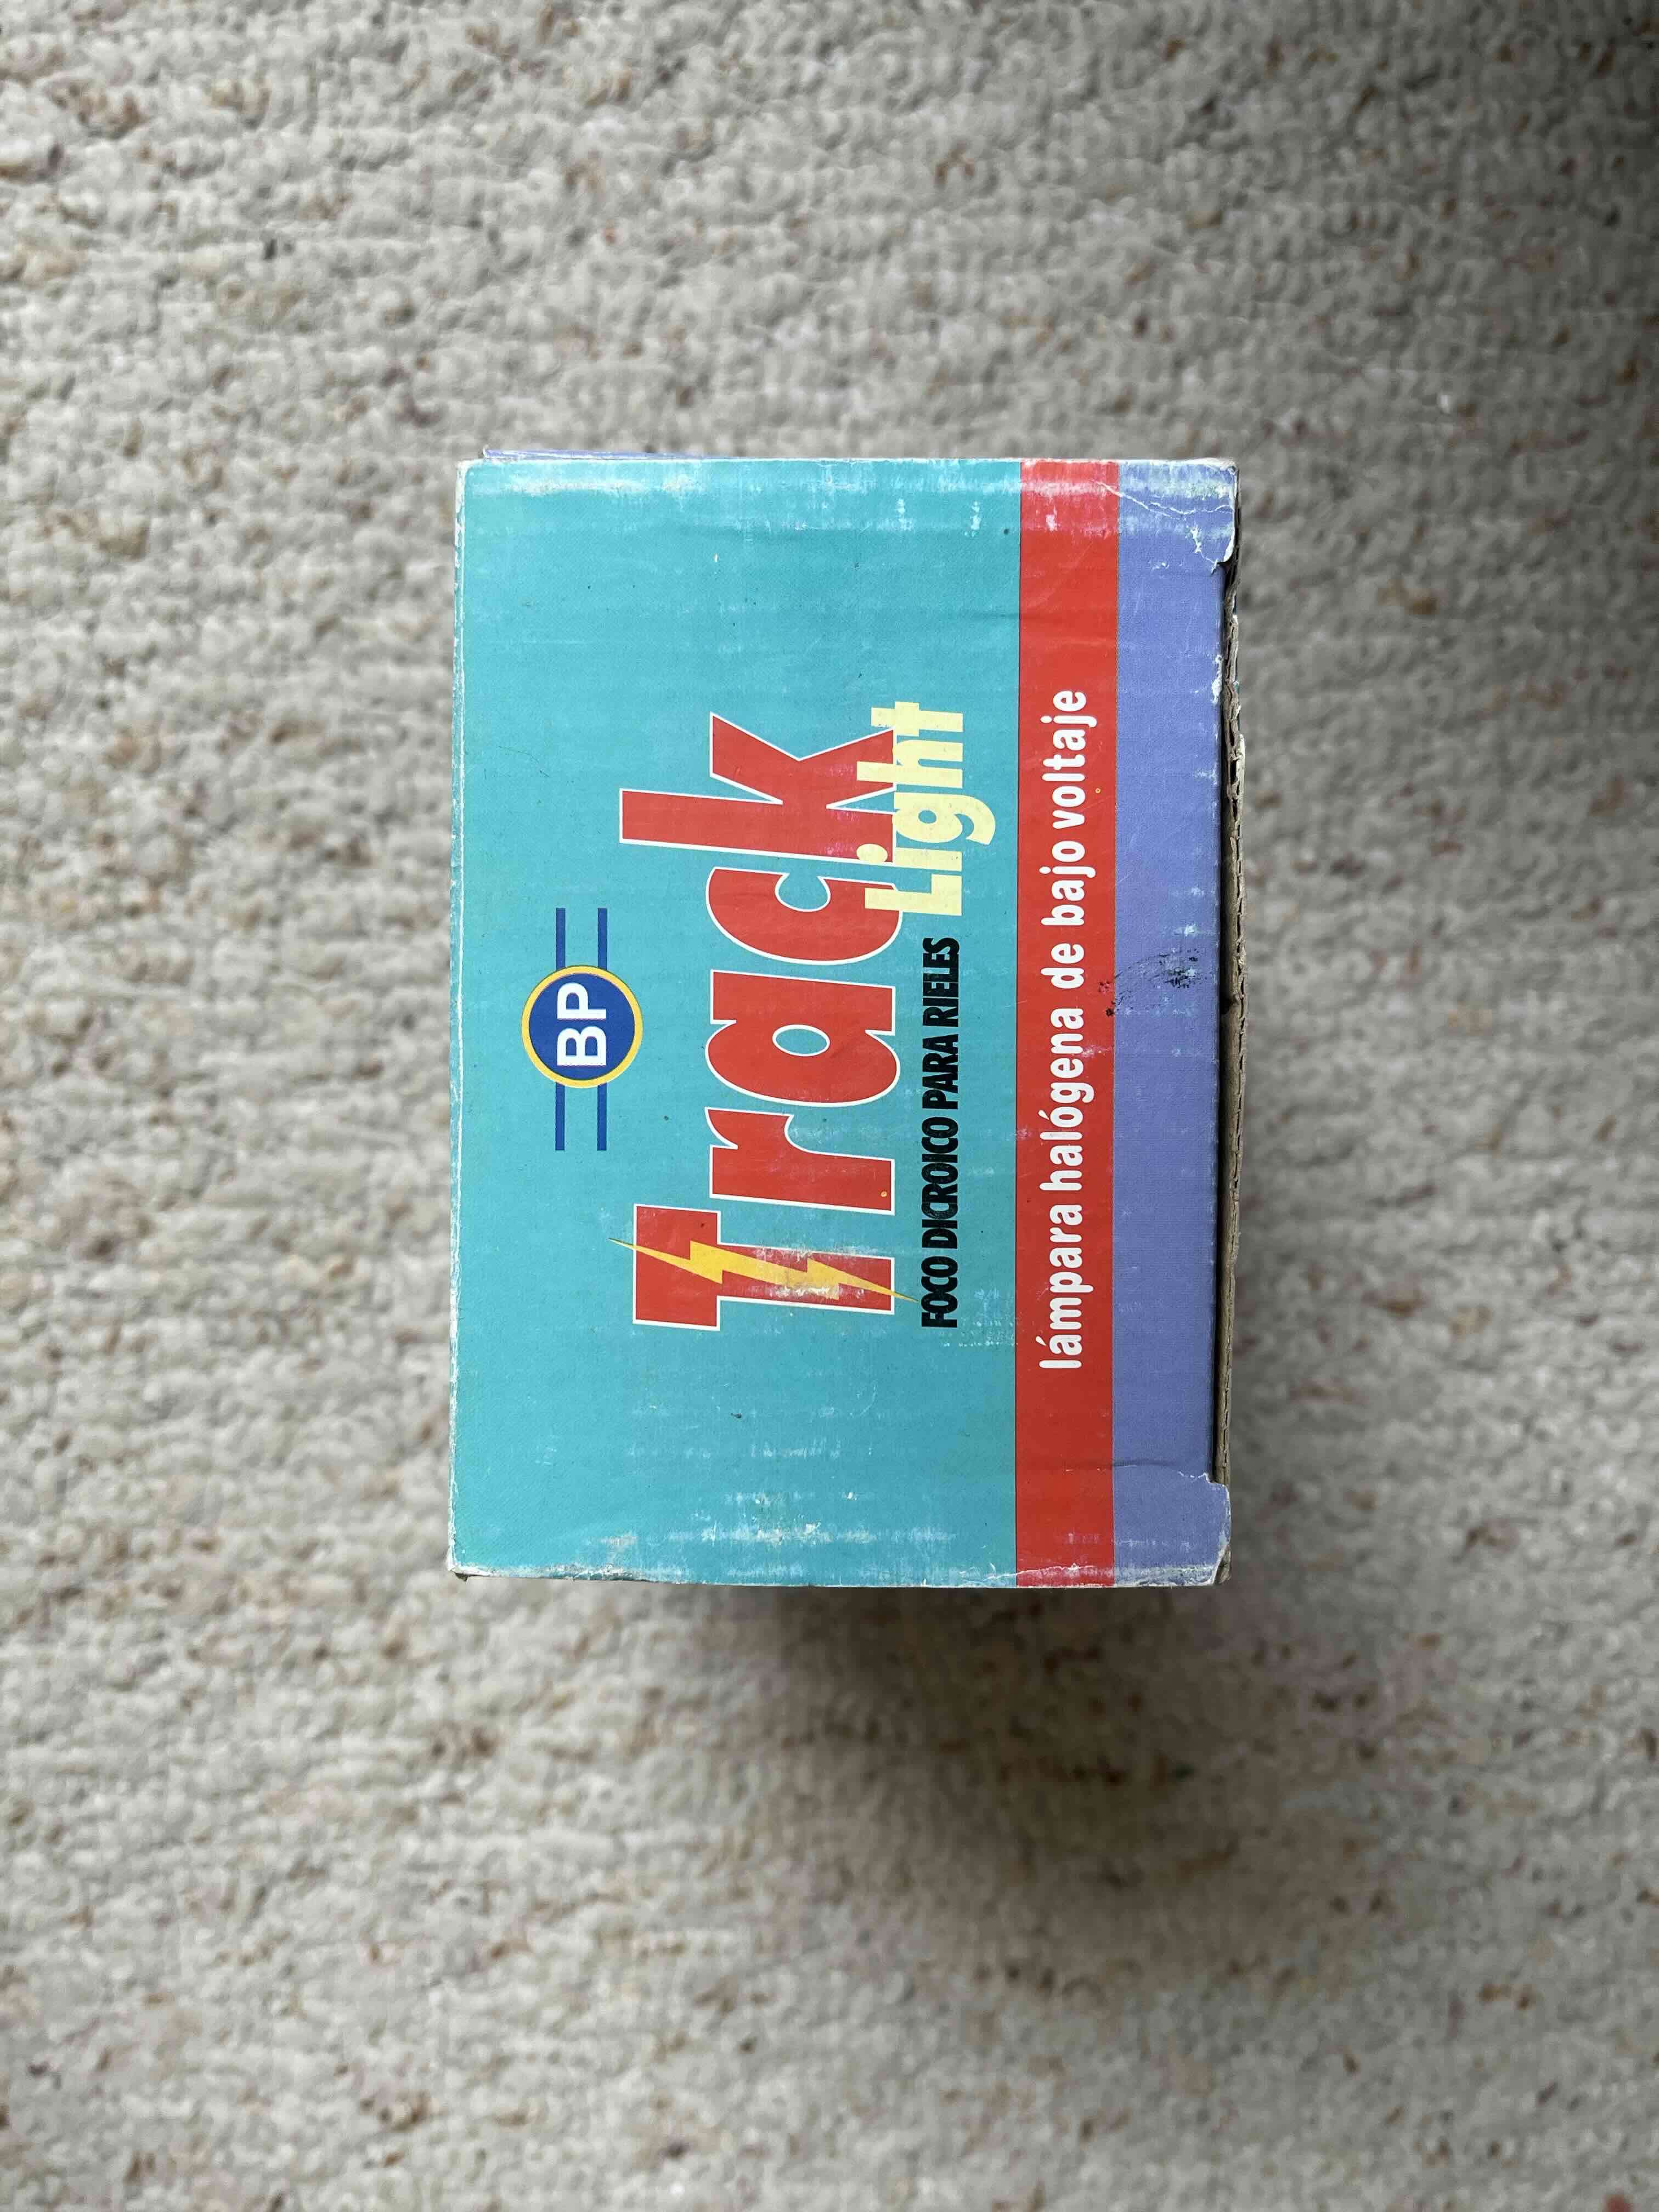 BP
Track
Light
FOCO DICROICO PARA RIELES
lámpara halógena de bajo voltaje